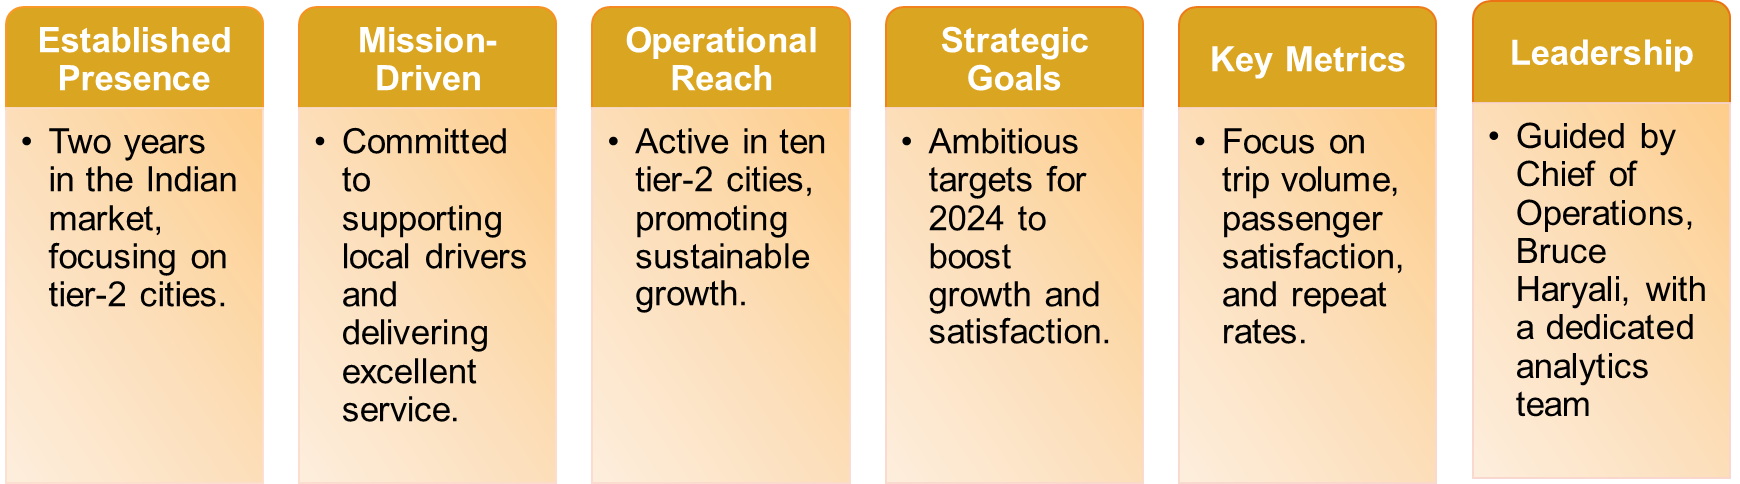 Established
Presence
• Two years
in the Indian
market,
focusing on
tier-2 cities.
Mission-
Driven
• Committed
to
supporting
local drivers
and
delivering
excellent
service.
Operational
Reach
• Active in ten
tier-2 cities,
promoting
sustainable
growth.
Strategic
Goals
• Ambitious
targets for
2024 to
boost
growth and
satisfaction.
Key Metrics
• Focus on
trip volume,
passenger
satisfaction,
and repeat
rates.
Leadership
• Guided by
Chief of
Operations,
Bruce
Haryali, with
a dedicated
analytics
team